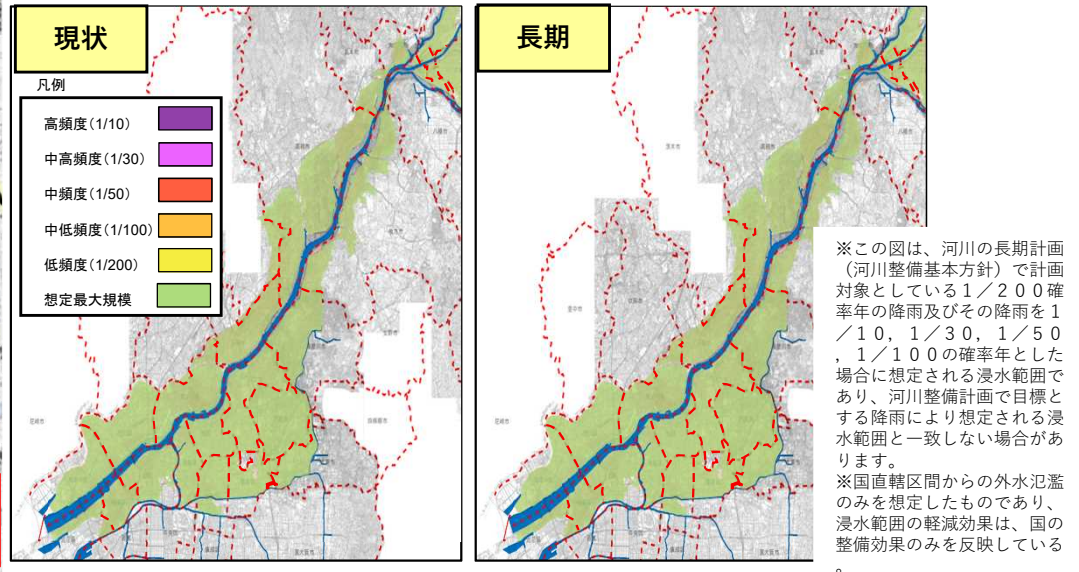 現状
凡例
高頻度(1/10)
中高頻度(1/30)
中頻度(1/50)
中低頻度(1/100)
低頻度(1/200)
想定最大規模
長期
※この図は、河川の長期計画
(河川整備基本方針)で計画
対象としている1/200確
率年の降雨及びその降雨を1
/10, 1/30, 1/50
, 1/100の確率年とした
場合に想定される浸水範囲で
あり、河川整備計画で目標と
する降雨により想定される浸
水範囲と一致しない場合があ
ります。
※国直轄区間からの外水氾濫
のみを想定したものであり、
浸水範囲の軽減効果は、国の
整備効果のみを反映している
。